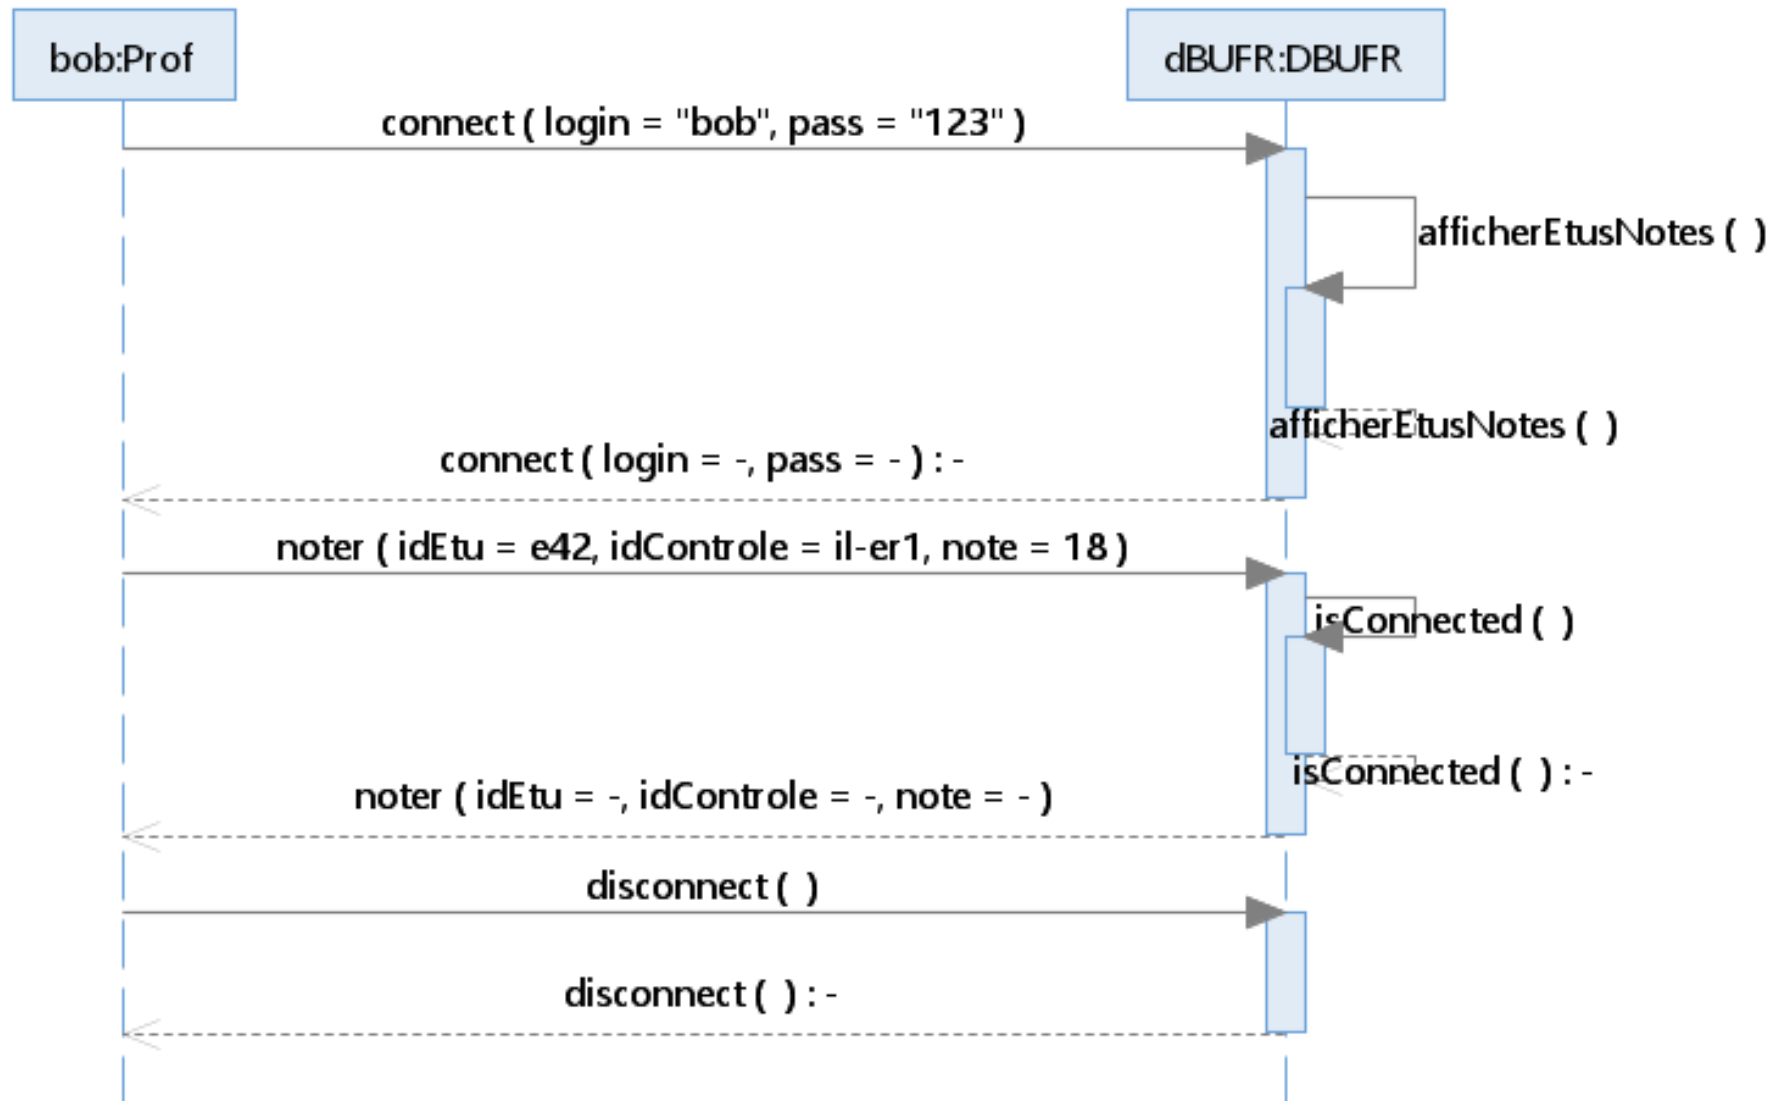 bob:Prof
dBUFR:DBUFR
connect ( login = "bob", pass = "123" )
afficherEtusNotes (  )
afficherEtusNotes (  )
connect ( login = -, pass = - ) : -
noter ( idEtu = e42, idControle = il-er1, note = 18 )
isConnected (  )
isConnected (  ) : -
noter ( idEtu = -, idControle = -, note = - )
disconnect (  )
disconnect (  ) : -